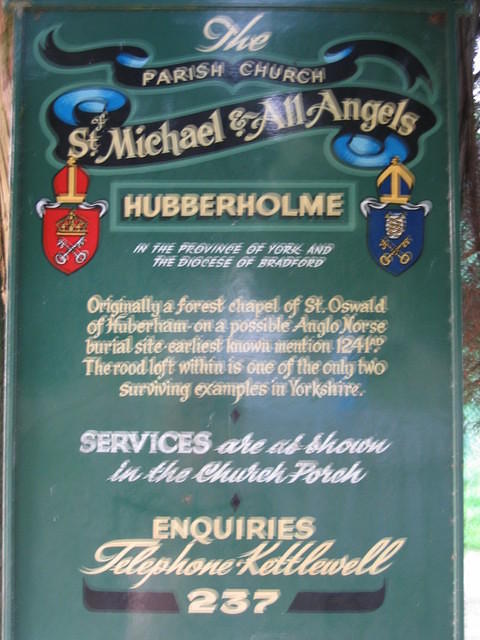 The
PARISH CHURCH
of
St. Michael & All Angels
HUBBERHOLME
IN THE PROVINCE OF YORK AND
THE DIOCESE OF BRADFORD
Originally a forest chapel of St. Oswald
of Huberham - on a possible Anglo Norse
burial site - earliest known mention 1241AD
The rood loft within is one of the only two
surviving examples in Yorkshire.
SERVICES are as shown
in the Church Porch
ENQUIRIES
Telephone Kettlewell
237